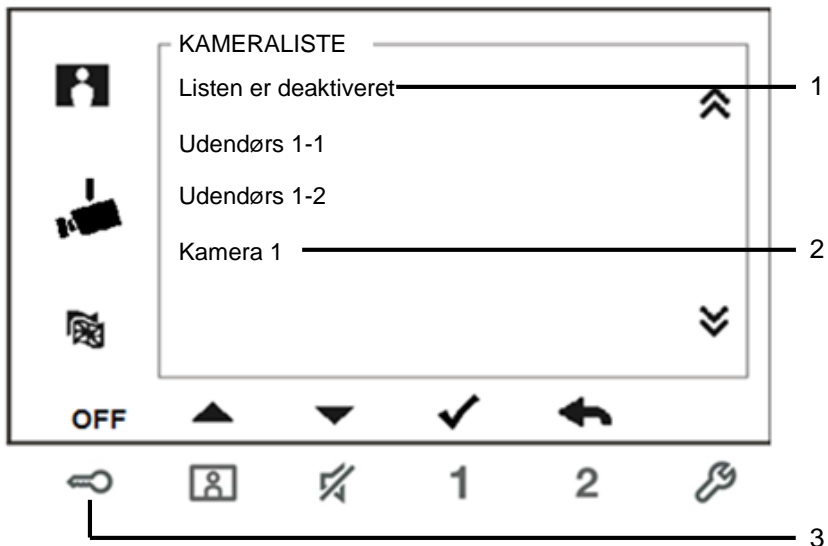 KAMERALISTE
Listen er deaktiveret
1
Udendørs 1-1
Udendørs 1-2
Kamera 1
2
OFF
1 2
3